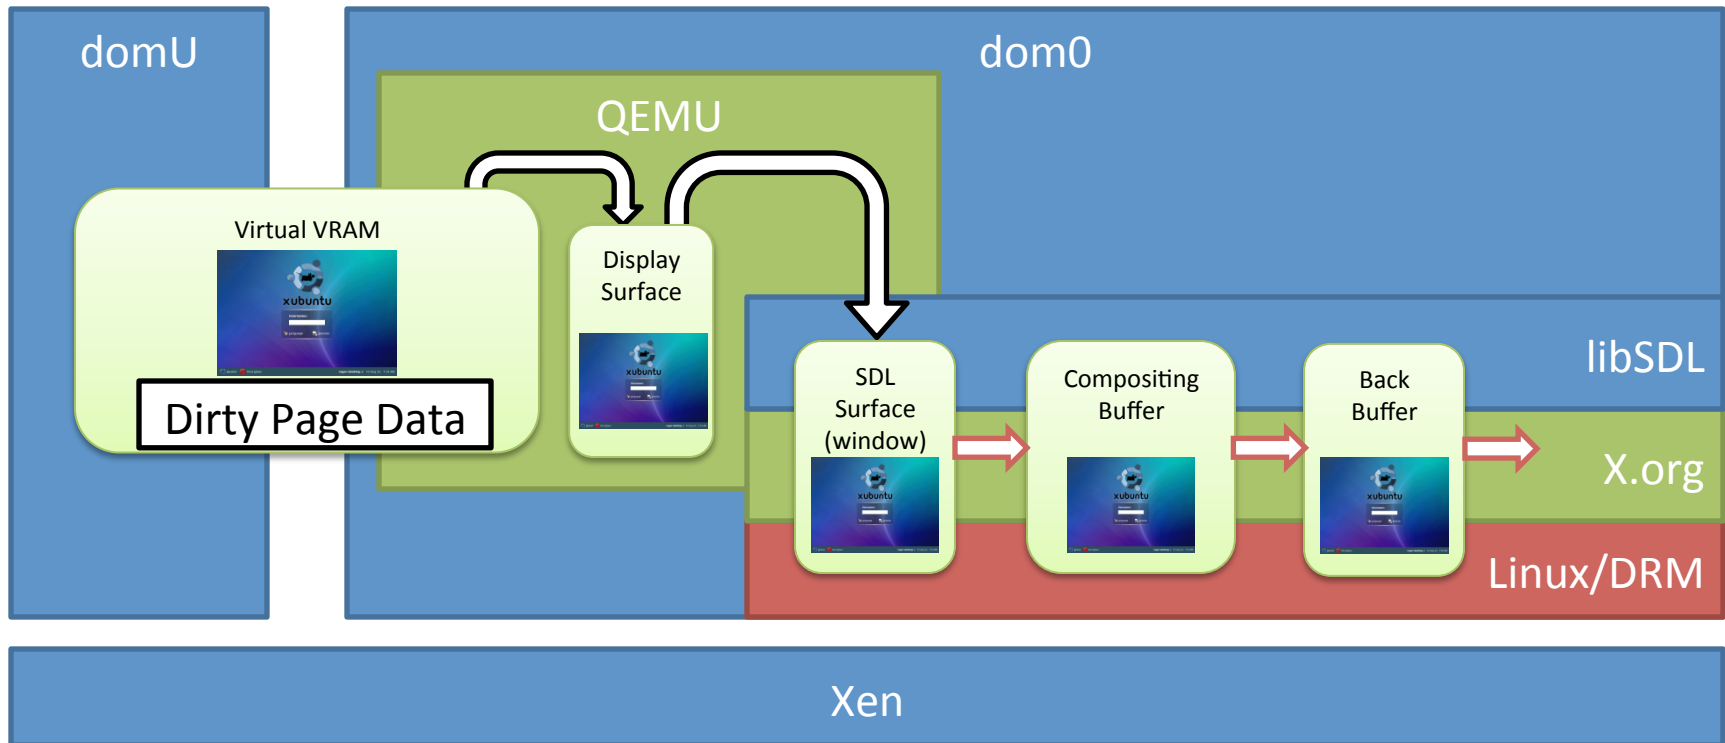 domU
dom0
QEMU
Virtual VRAM
xubuntu
Dirty Page Data
Display
Surface
xubuntu
libSDL
SDL
Surface
(window)
xubuntu
Compositing
Buffer
xubuntu
Back
Buffer
xubuntu
X.org
Linux/DRM
Xen